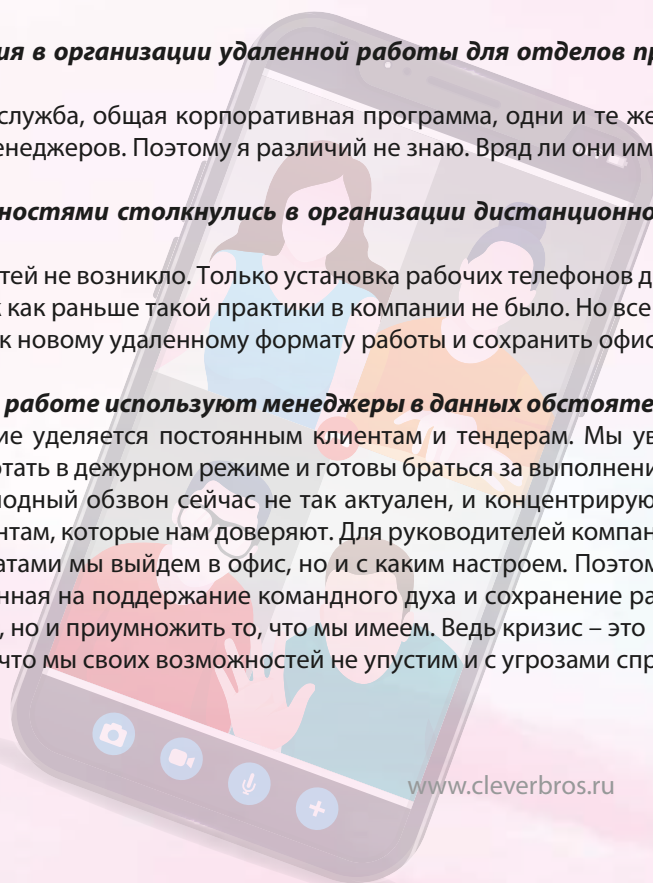 ия в организации удаленной работы для отделов пр
служба, общая корпоративная программа, одни и те же
енеджеров. Поэтому я различий не знаю. Вряд ли они им
ностями столкнулись в организации дистанционно
тей не возникло. Только установка рабочих телефонов д
к как раньше такой практики в компании не было. Но все
к новому удаленному формату работы и сохранить офис
работе используют менеджеры в данных обстояте
ие уделяется постоянным клиентам и тендерам. Мы ув
отать в дежурном режиме и готовы браться за выполнени
лодный обзвон сейчас не так актуален, и концентрирую
нтам, которые нам доверяют. Для руководителей компан
атами мы выйдем в офис, но и с каким настроем. Поэтом
нная на поддержание командного духа и сохранение ра
, но и приумножить то, что мы имеем. Ведь кризис – это
что мы своих возможностей не упустим и с угрозами спр
www.cleverbros.ru